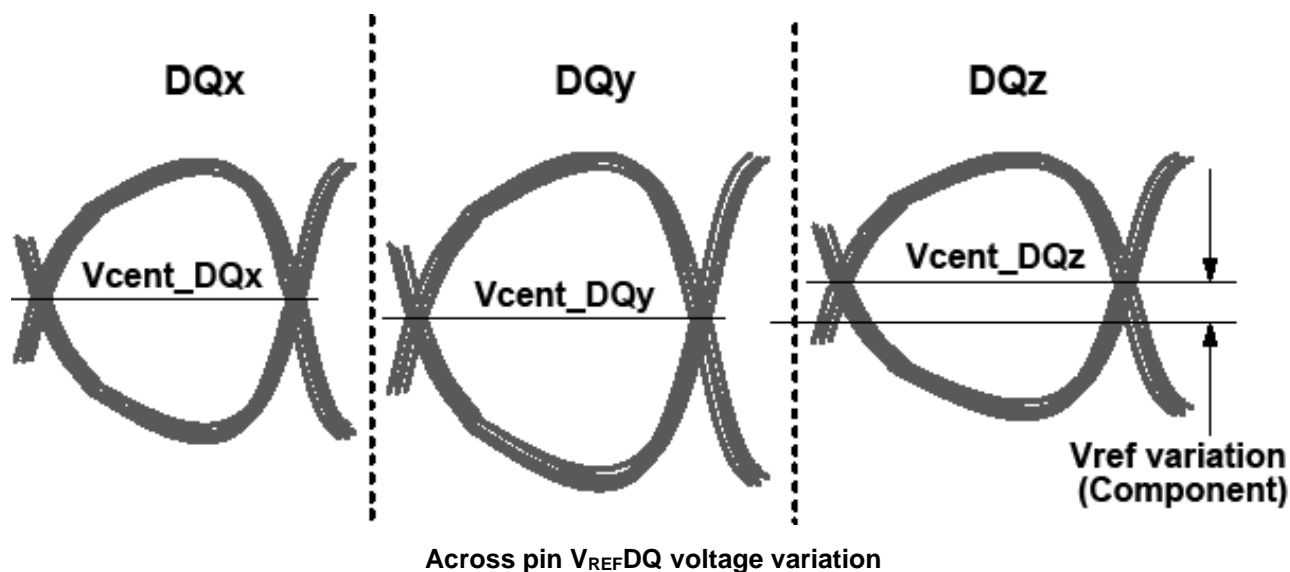 DQx
DQy
DQz
Vcent_DQx
Vcent_DQy
Vcent_DQz
Vref variation
(Component)
Across pin VREFDQ voltage variation